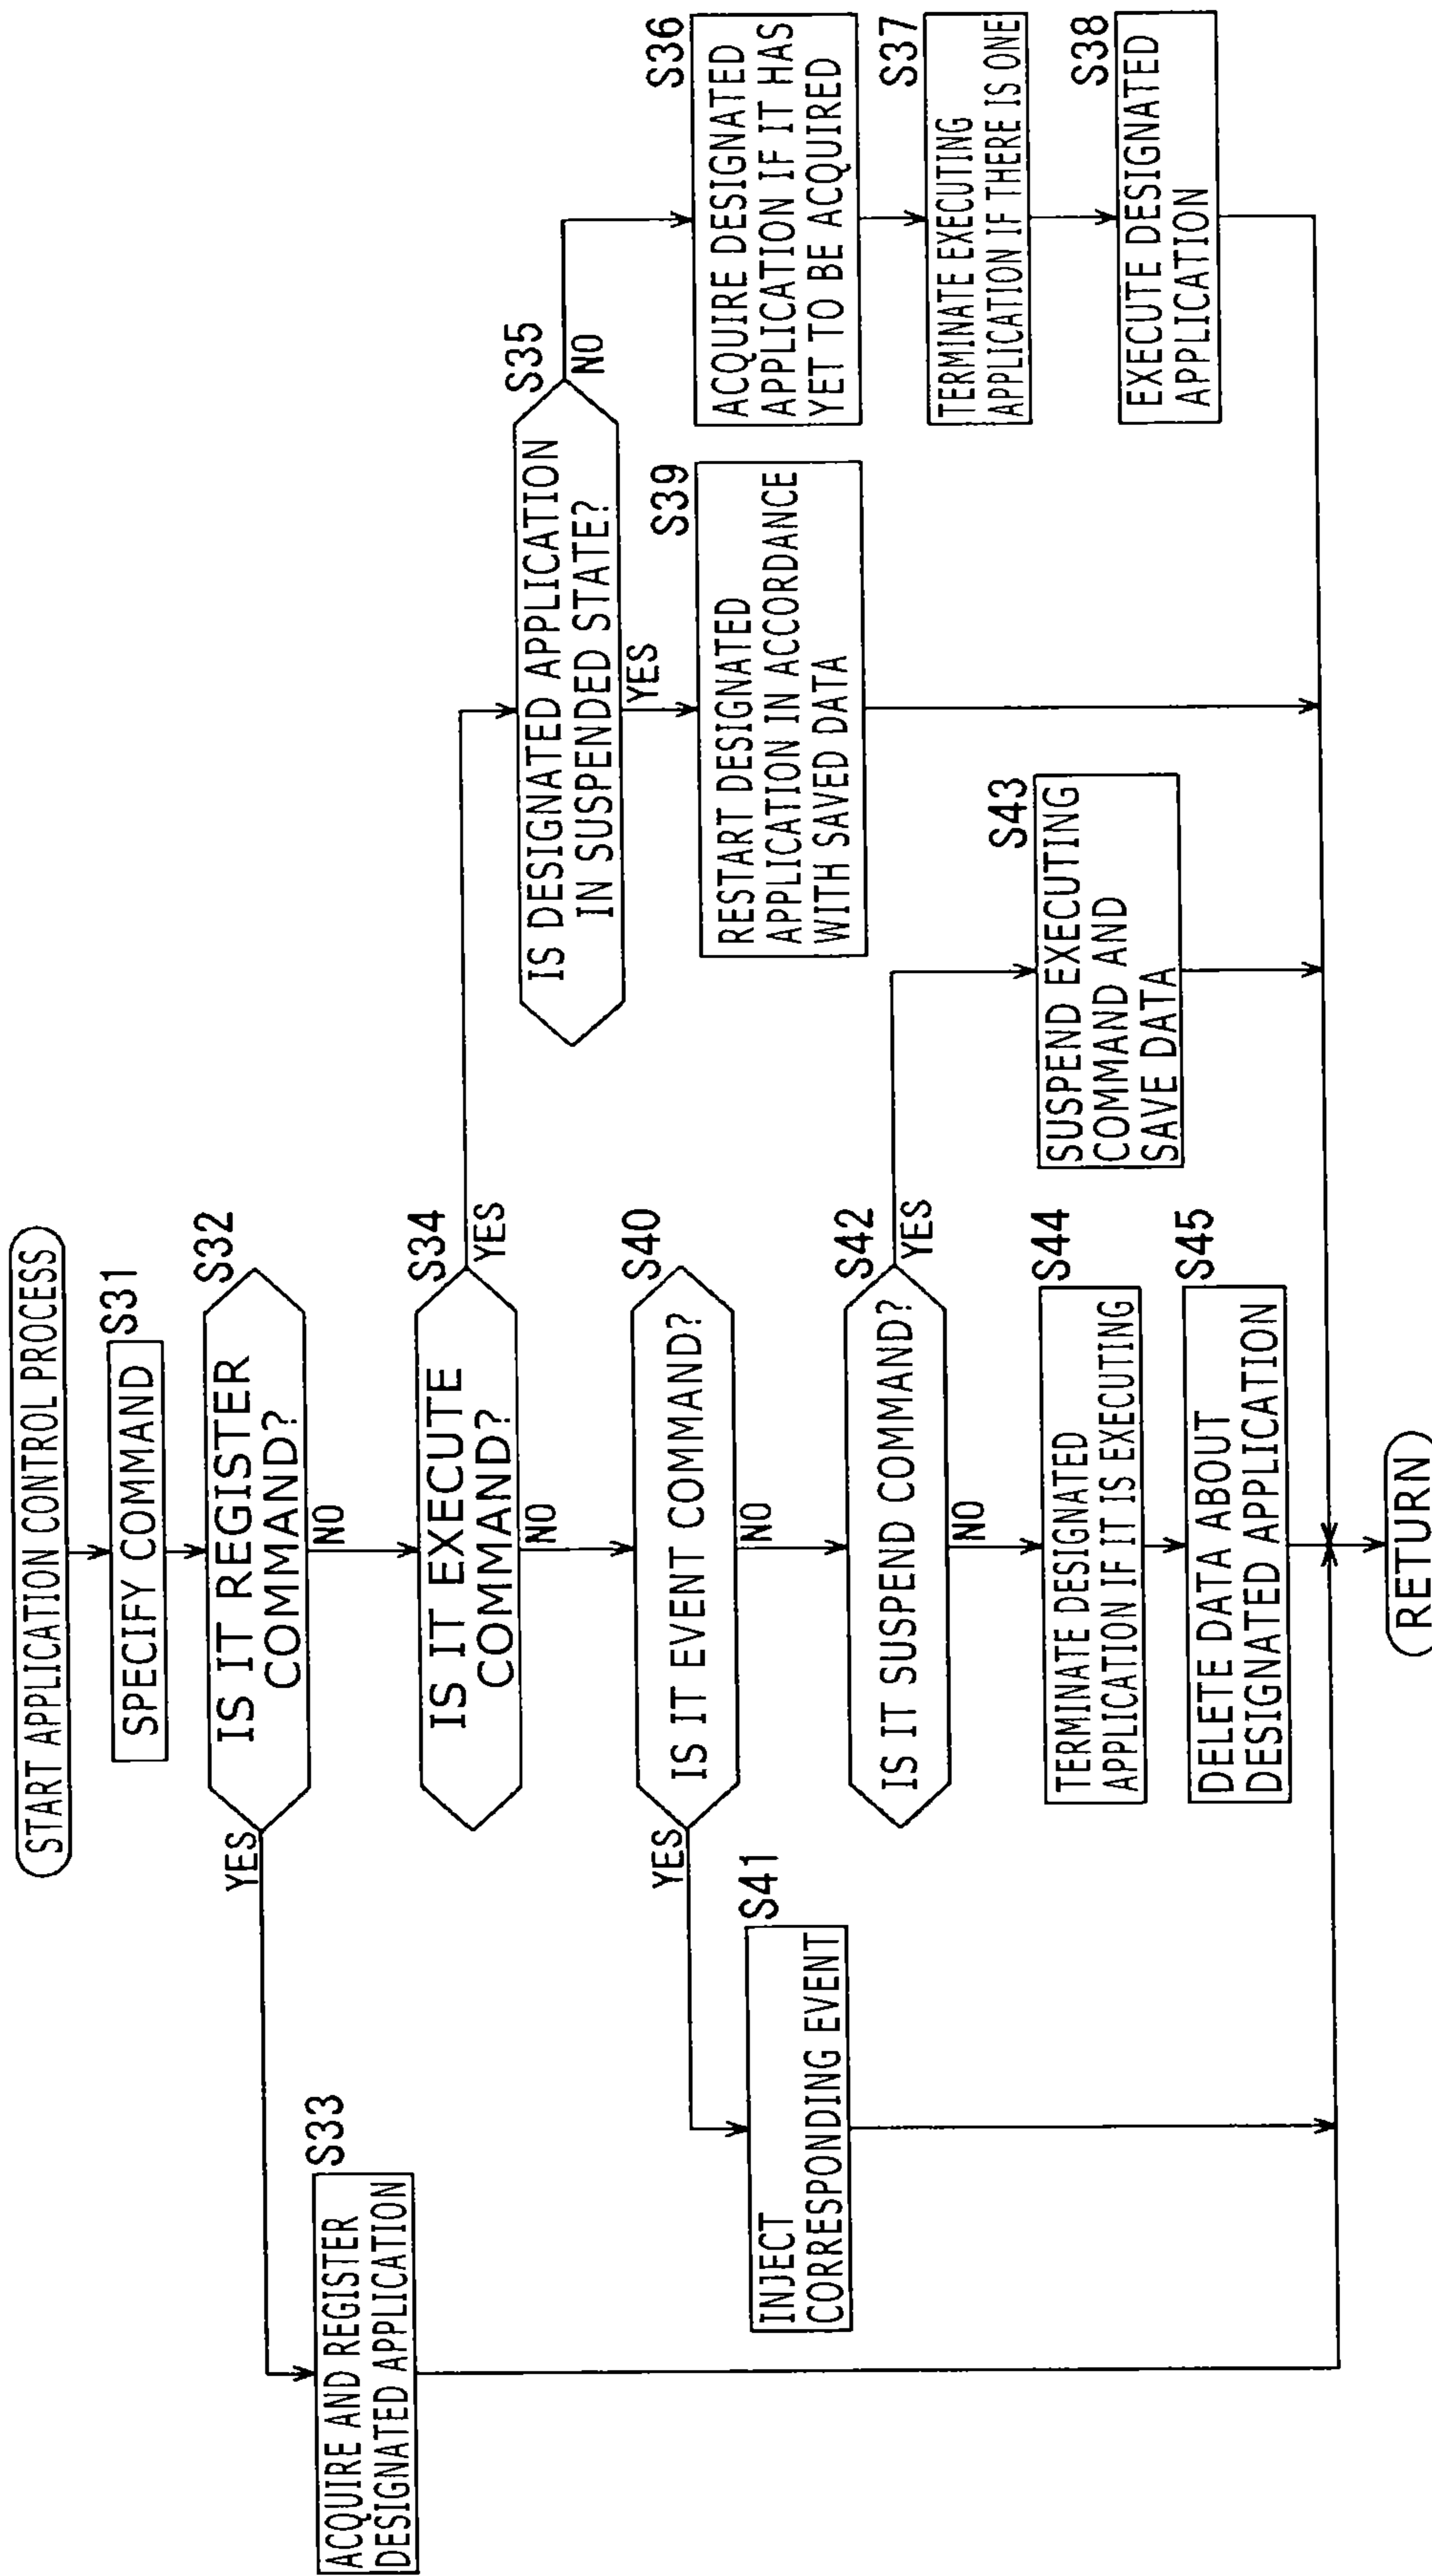 START APPLICATION CONTROL PROCESS
S31
SPECIFY COMMAND
S32
IS IT REGISTER
COMMAND?
YES
NO
S33
ACQUIRE AND REGISTER
DESIGNATED APPLICATION
S34
IS IT EXECUTE
COMMAND?
YES
NO
S35
IS DESIGNATED APPLICATION
IN SUSPENDED STATE?
NO
YES
S36
ACQUIRE DESIGNATED
APPLICATION IF IT HAS
YET TO BE ACQUIRED
S37
TERMINATE EXECUTING
APPLICATION IF THERE IS ONE
S38
EXECUTE DESIGNATED
APPLICATION
S39
RESTART DESIGNATED
APPLICATION IN ACCORDANCE
WITH SAVED DATA
S40
IS IT EVENT COMMAND?
YES
NO
S41
INJECT
CORRESPONDING EVENT
S42
IS IT SUSPEND COMMAND?
YES
NO
S43
SUSPEND EXECUTING
COMMAND AND
SAVE DATA
S44
TERMINATE DESIGNATED
APPLICATION IF IT IS EXECUTING
S45
DELETE DATA ABOUT
DESIGNATED APPLICATION
RETURN